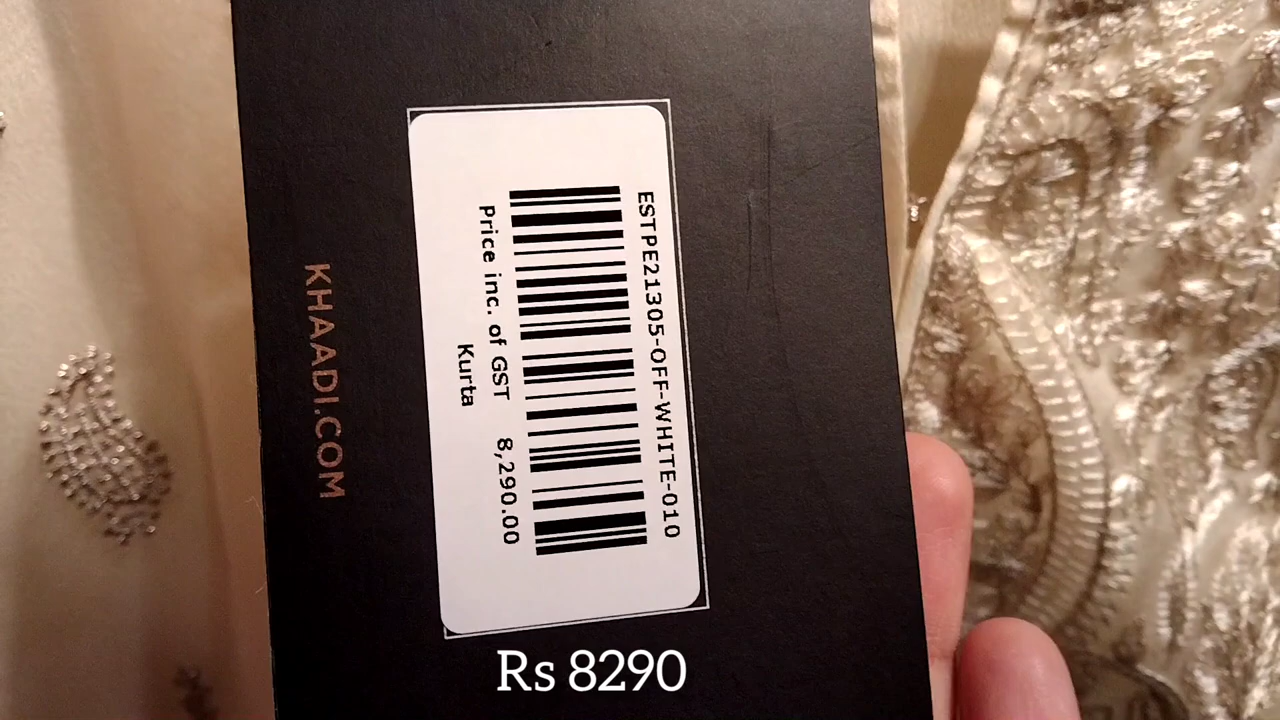 ESTPE21305-OFF-WHITE-010
Price inc. of GST 8,290.00
Kurta
KHAADI.COM
Rs 8290